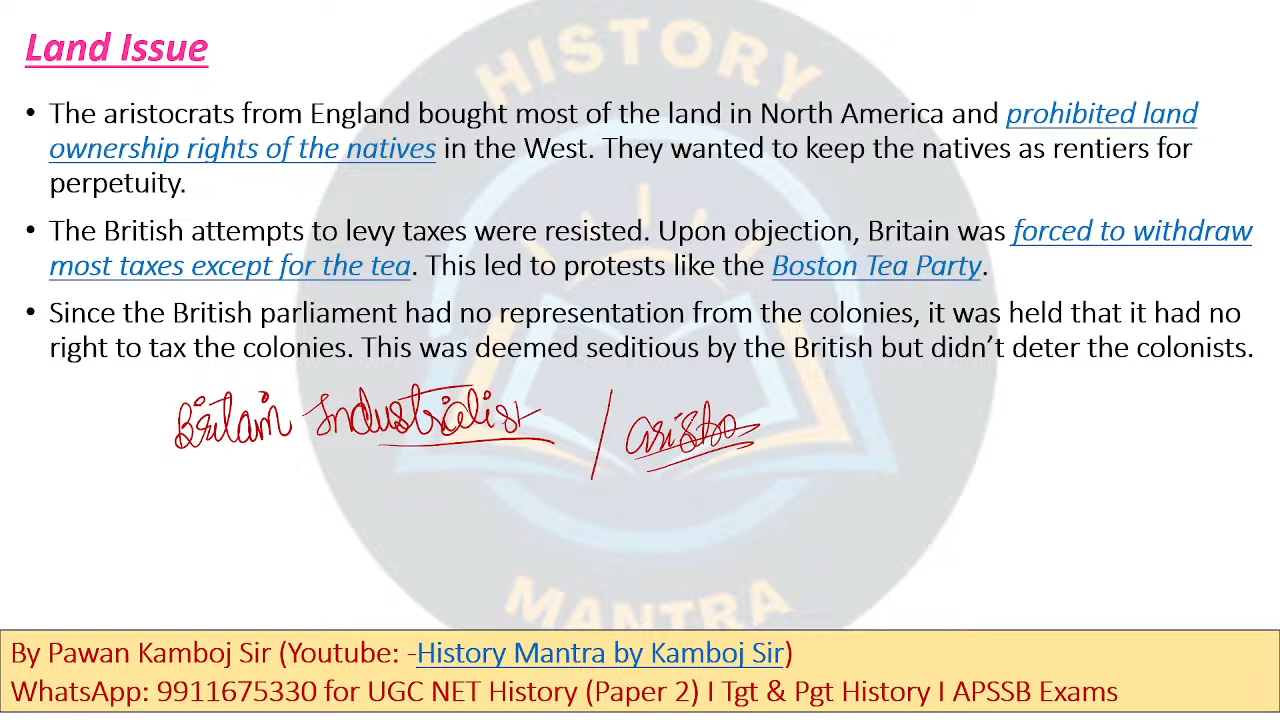 HISTORY
Land Issue
• The aristocrats from England bought most of the land in North America and prohibited land
ownership rights of the natives in the West. They wanted to keep the natives as rentiers for
perpetuity.
• The British attempts to levy taxes were resisted. Upon objection, Britain was forced to withdraw
most taxes except for the tea. This led to protests like the Boston Tea Party.
• Since the British parliament had no representation from the colonies, it was held that it had no
right to tax the colonies. This was deemed seditious by the British but didn't deter the colonists.
Britain Industrialist / aristo
MANTRA
By Pawan Kamboj Sir (Youtube: -History Mantra by Kamboj Sir)
WhatsApp: 9911675330 for UGC NET History (Paper 2) I Tgt & Pgt History I APSSB Exams